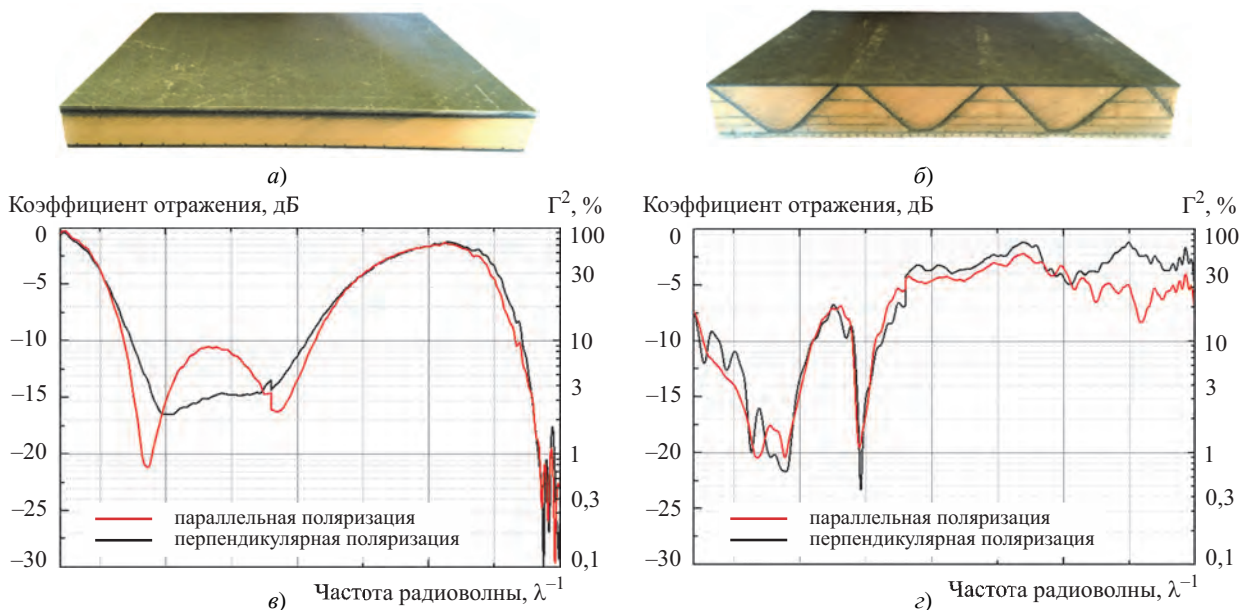 а)
б)
Коэффициент отражения, дБ
Γ², %
0
–5
–10
–15
–20
–25
–30
100
30
10
3
1
0,3
0,1
параллельная поляризация
перпендикулярная поляризация
Частота радиоволны, λ⁻¹
в)
Коэффициент отражения, дБ
Γ², %
0
–5
–10
–15
–20
–25
–30
100
30
10
3
1
0,3
0,1
параллельная поляризация
перпендикулярная поляризация
Частота радиоволны, λ⁻¹
г)